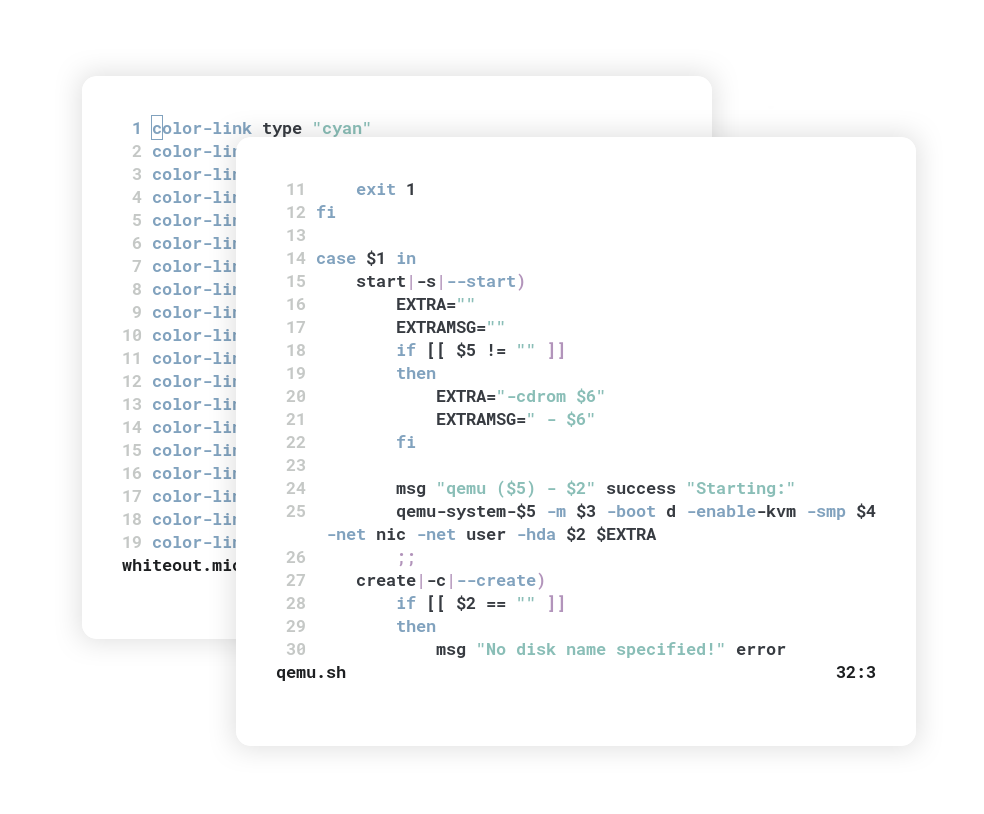 1 color-link type "cyan"
2 color-lin
3 color-lin
4 color-lin
5 color-lin
6 color-lin
7 color-lin
8 color-lin
9 color-lin
10 color-lin
11 color-lin
12 color-lin
13 color-lin
14 color-lin
15 color-lin
16 color-lin
17 color-lin
18 color-lin
19 color-lin
whiteout.mic
11     exit 1
12 fi
13
14 case $1 in
15     start|-s|--start)
16         EXTRA=""
17         EXTRAMSG=""
18         if [[ $5 != "" ]]
19         then
20             EXTRA="-cdrom $6"
21             EXTRAMSG=" - $6"
22         fi
23
24         msg "qemu ($5) - $2" success "Starting:"
25         qemu-system-$5 -m $3 -boot d -enable-kvm -smp $4
-net nic -net user -hda $2 $EXTRA
26         ;;
27     create|-c|--create)
28         if [[ $2 == "" ]]
29         then
30             msg "No disk name specified!" error
qemu.sh 32:3